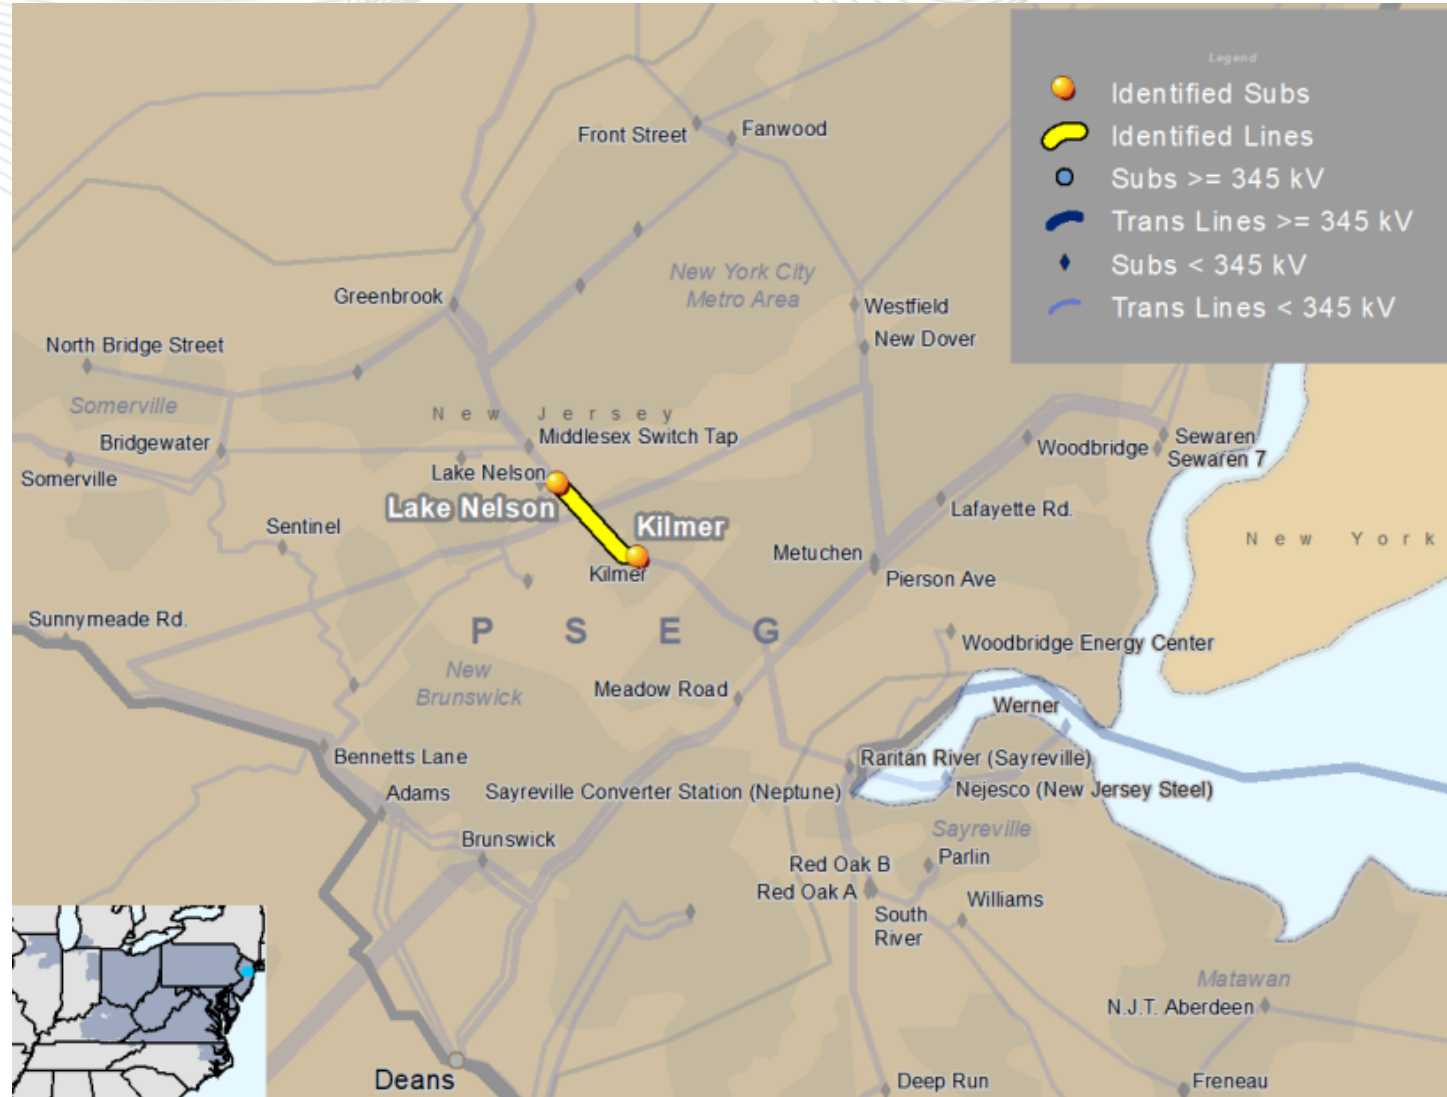 Legend
Identified Subs
Identified Lines
Subs >= 345 kV
Trans Lines >= 345 kV
Subs < 345 kV
Trans Lines < 345 kV
Front Street
Fanwood
New York City
Metro Area
Greenbrook
Westfield
New Dover
North Bridge Street
Somerville
New Jersey
Bridgewater
Middlesex Switch Tap
Woodbridge
Sewaren
Sewaren 7
Somerville
Lake Nelson
Lake Nelson
Kilmer
Lafayette Rd.
Sentinel
New York
Metuchen
Kilmer
Pierson Ave
Sunnymeade Rd.
PSEG
Woodbridge Energy Center
New
Brunswick
Meadow Road
Werner
Bennetts Lane
Raritan River (Sayreville)
Adams
Sayreville Converter Station (Neptune)
Nejesco (New Jersey Steel)
Sayreville
Brunswick
Red Oak B
Parlin
Red Oak A
Williams
South
River
Matawan
N.J.T. Aberdeen
Deans
Deep Run
Freneau